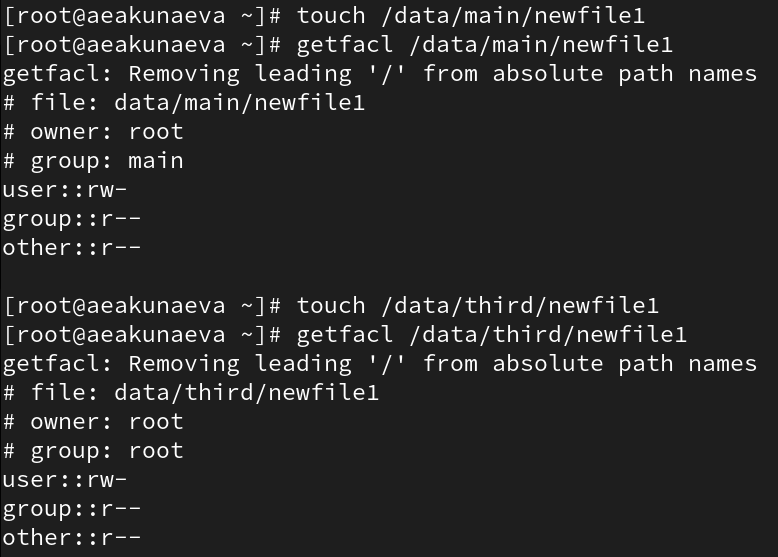 [root@aeakunaeva ~]# touch /data/main/newfile1
[root@aeakunaeva ~]# getfacl /data/main/newfile1
getfacl: Removing leading '/' from absolute path names
# file: data/main/newfile1
# owner: root
# group: main
user::rw-
group::r--
other::r--

[root@aeakunaeva ~]# touch /data/third/newfile1
[root@aeakunaeva ~]# getfacl /data/third/newfile1
getfacl: Removing leading '/' from absolute path names
# file: data/third/newfile1
# owner: root
# group: root
user::rw-
group::r--
other::r--